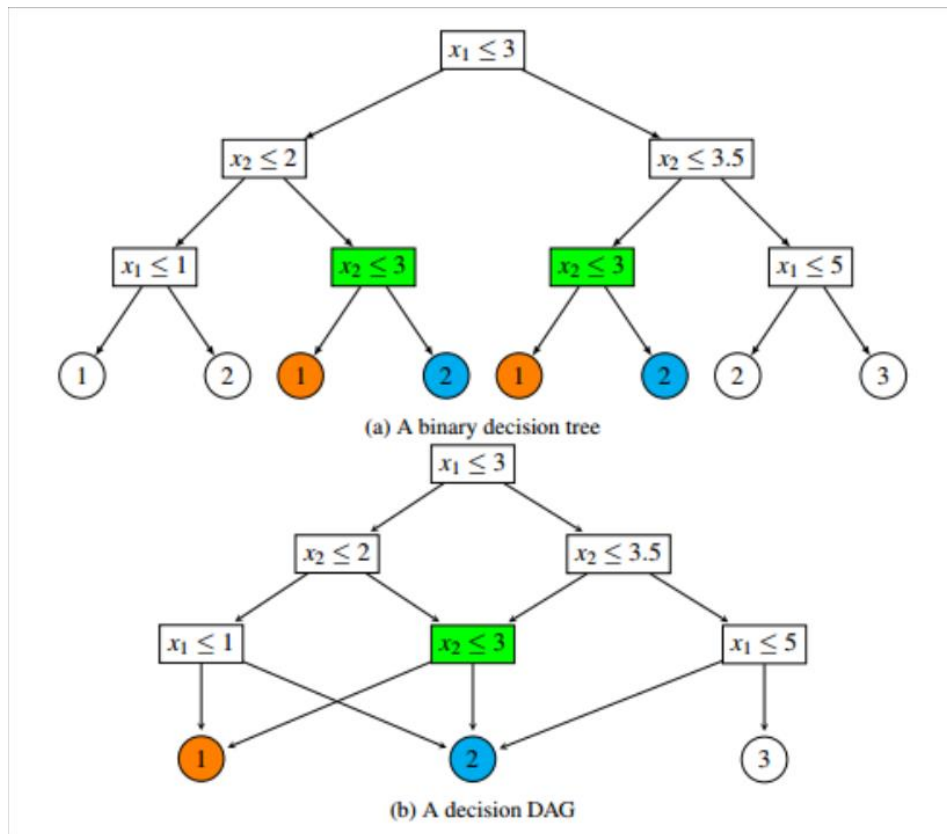 x₁ ≤ 3
x₂ ≤ 2 x₂ ≤ 3.5
x₁ ≤ 1 x₂ ≤ 3 x₂ ≤ 3 x₁ ≤ 5
1 2 1 2 1 2 2 3
(a) A binary decision tree
x₁ ≤ 3
x₂ ≤ 2 x₂ ≤ 3.5
x₁ ≤ 1 x₂ ≤ 3 x₁ ≤ 5
1 2 3
(b) A decision DAG